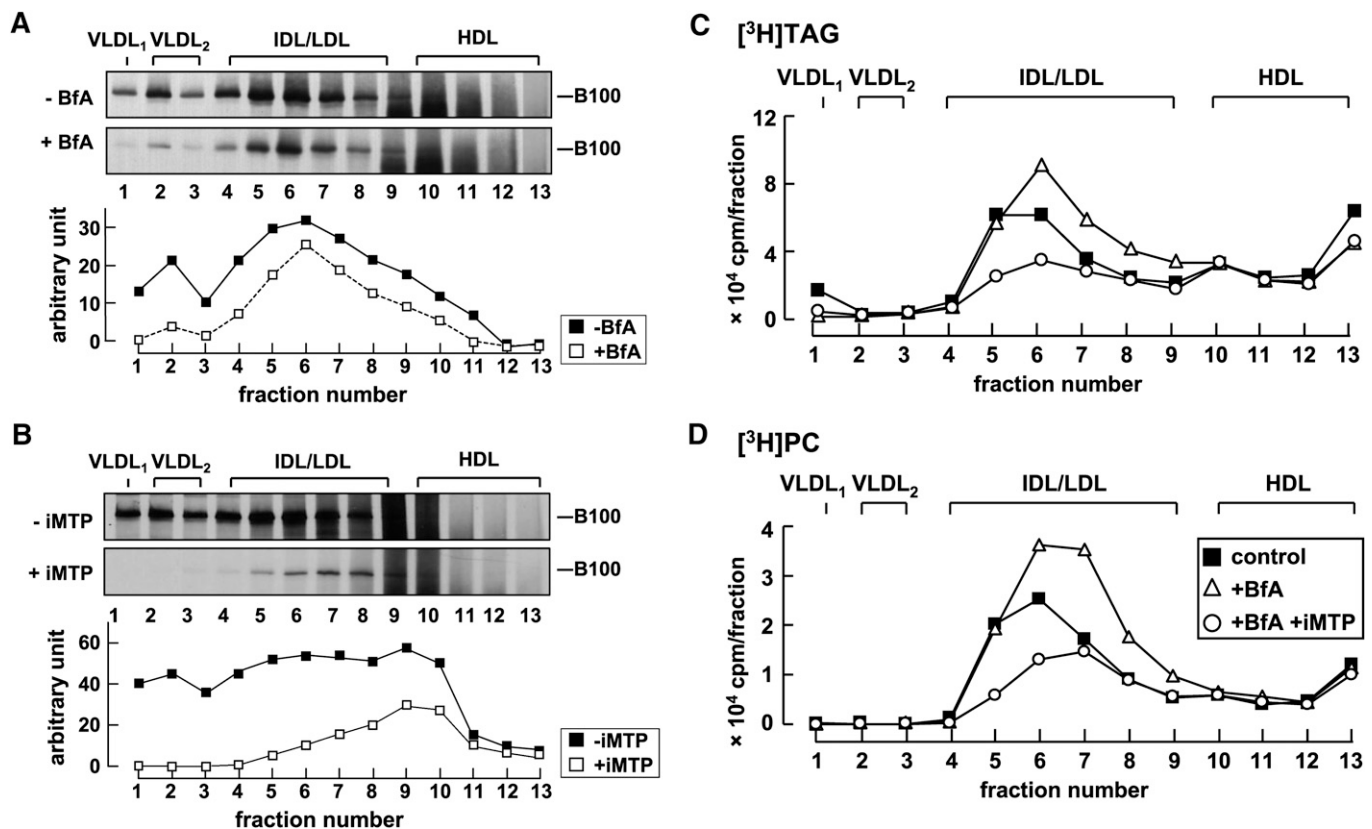 A
VLDL₁ VLDL₂ IDL/LDL HDL
- BfA
B100
+ BfA
B100
1 2 3 4 5 6 7 8 9 10 11 12 13
arbitrary unit
30
20
10
0
-BfA
+BfA
1 2 3 4 5 6 7 8 9 10 11 12 13
fraction number
B
VLDL₁ VLDL₂ IDL/LDL HDL
- iMTP
B100
+ iMTP
B100
1 2 3 4 5 6 7 8 9 10 11 12 13
arbitrary unit
60
40
20
0
-iMTP
+iMTP
1 2 3 4 5 6 7 8 9 10 11 12 13
fraction number
C [³H]TAG
VLDL₁ VLDL₂ IDL/LDL HDL
× 10⁴ cpm/fraction
12
8
4
0
1 2 3 4 5 6 7 8 9 10 11 12 13
fraction number
D [³H]PC
VLDL₁ VLDL₂ IDL/LDL HDL
× 10⁴ cpm/fraction
4
3
2
1
0
control
+BfA
+BfA +iMTP
1 2 3 4 5 6 7 8 9 10 11 12 13
fraction number